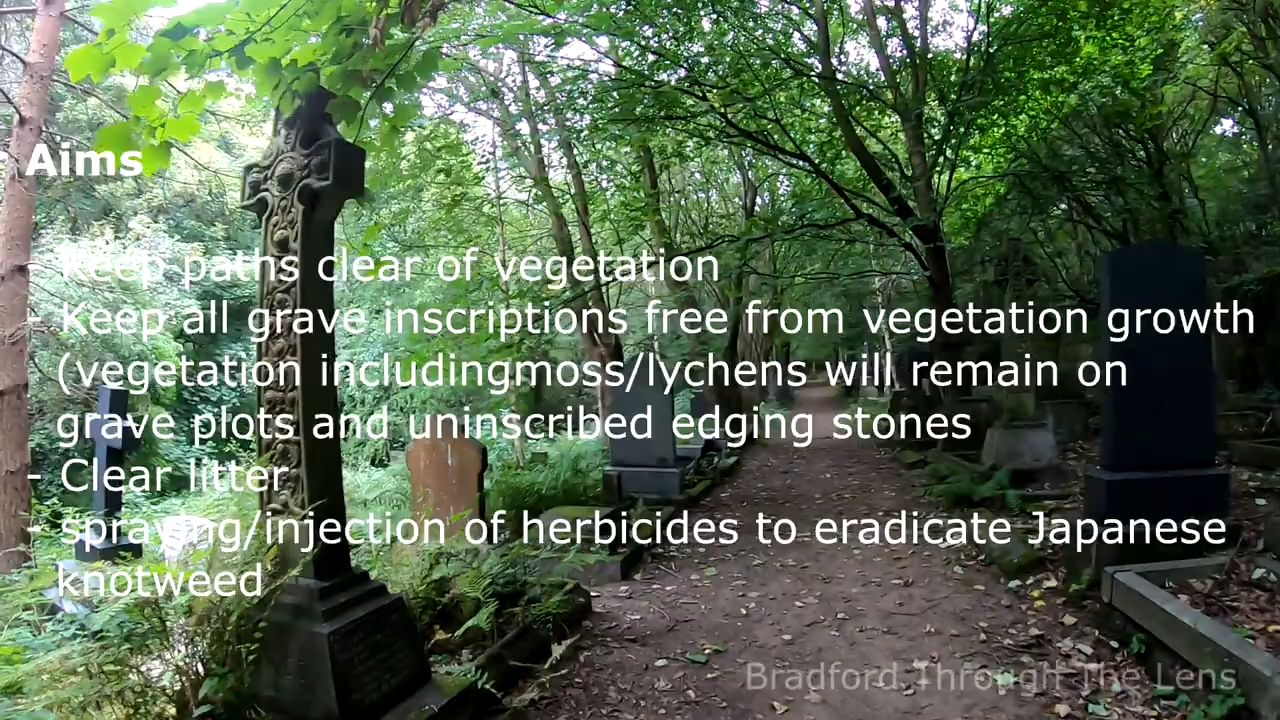 Aims
- Keep paths clear of vegetation
- Keep all grave inscriptions free from vegetation growth
(vegetation includingmoss/lychens will remain on
grave plots and uninscribed edging stones
- Clear litter
- spraying/injection of herbicides to eradicate Japanese
knotweed
Bradford Through The Lens